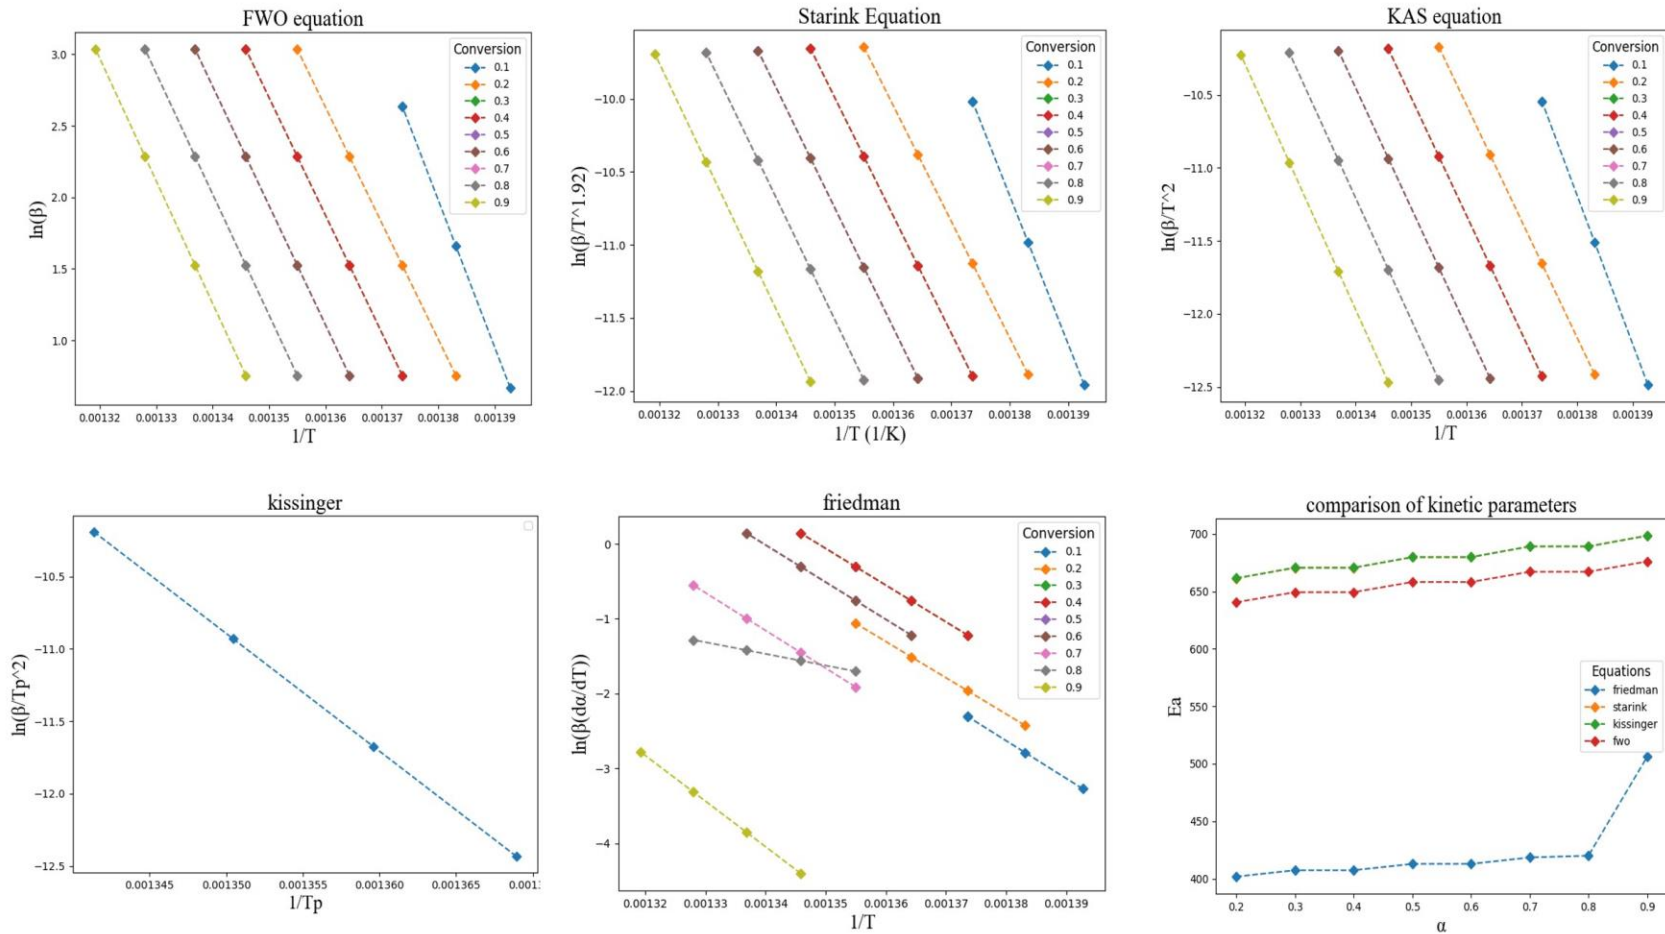 FWO equation
ln(β)
3.0
2.5
2.0
1.5
1.0
Conversion
0.1
0.2
0.3
0.4
0.5
0.6
0.7
0.8
0.9
0.00132 0.00133 0.00134 0.00135 0.00136 0.00137 0.00138 0.00139
1/T
Starink Equation
ln(β/T^1.92)
−10.0
−10.5
−11.0
−11.5
−12.0
Conversion
0.1
0.2
0.3
0.4
0.5
0.6
0.7
0.8
0.9
0.00132 0.00133 0.00134 0.00135 0.00136 0.00137 0.00138 0.00139
1/T (1/K)
KAS equation
ln(β/T^2
−10.5
−11.0
−11.5
−12.0
−12.5
Conversion
0.1
0.2
0.3
0.4
0.5
0.6
0.7
0.8
0.9
0.00132 0.00133 0.00134 0.00135 0.00136 0.00137 0.00138 0.00139
1/T
kissinger
ln(β/Tp^2)
−10.5
−11.0
−11.5
−12.0
−12.5
0.001345 0.001350 0.001355 0.001360 0.001365
1/Tp
friedman
ln(β(dα/dT))
0
−1
−2
−3
−4
Conversion
0.1
0.2
0.3
0.4
0.5
0.6
0.7
0.8
0.9
0.00132 0.00133 0.00134 0.00135 0.00136 0.00137 0.00138 0.00139
1/T
comparison of kinetic parameters
Ea
700
650
600
550
500
450
400
Equations
friedman
starink
kissinger
fwo
0.2 0.3 0.4 0.5 0.6 0.7 0.8 0.9
α